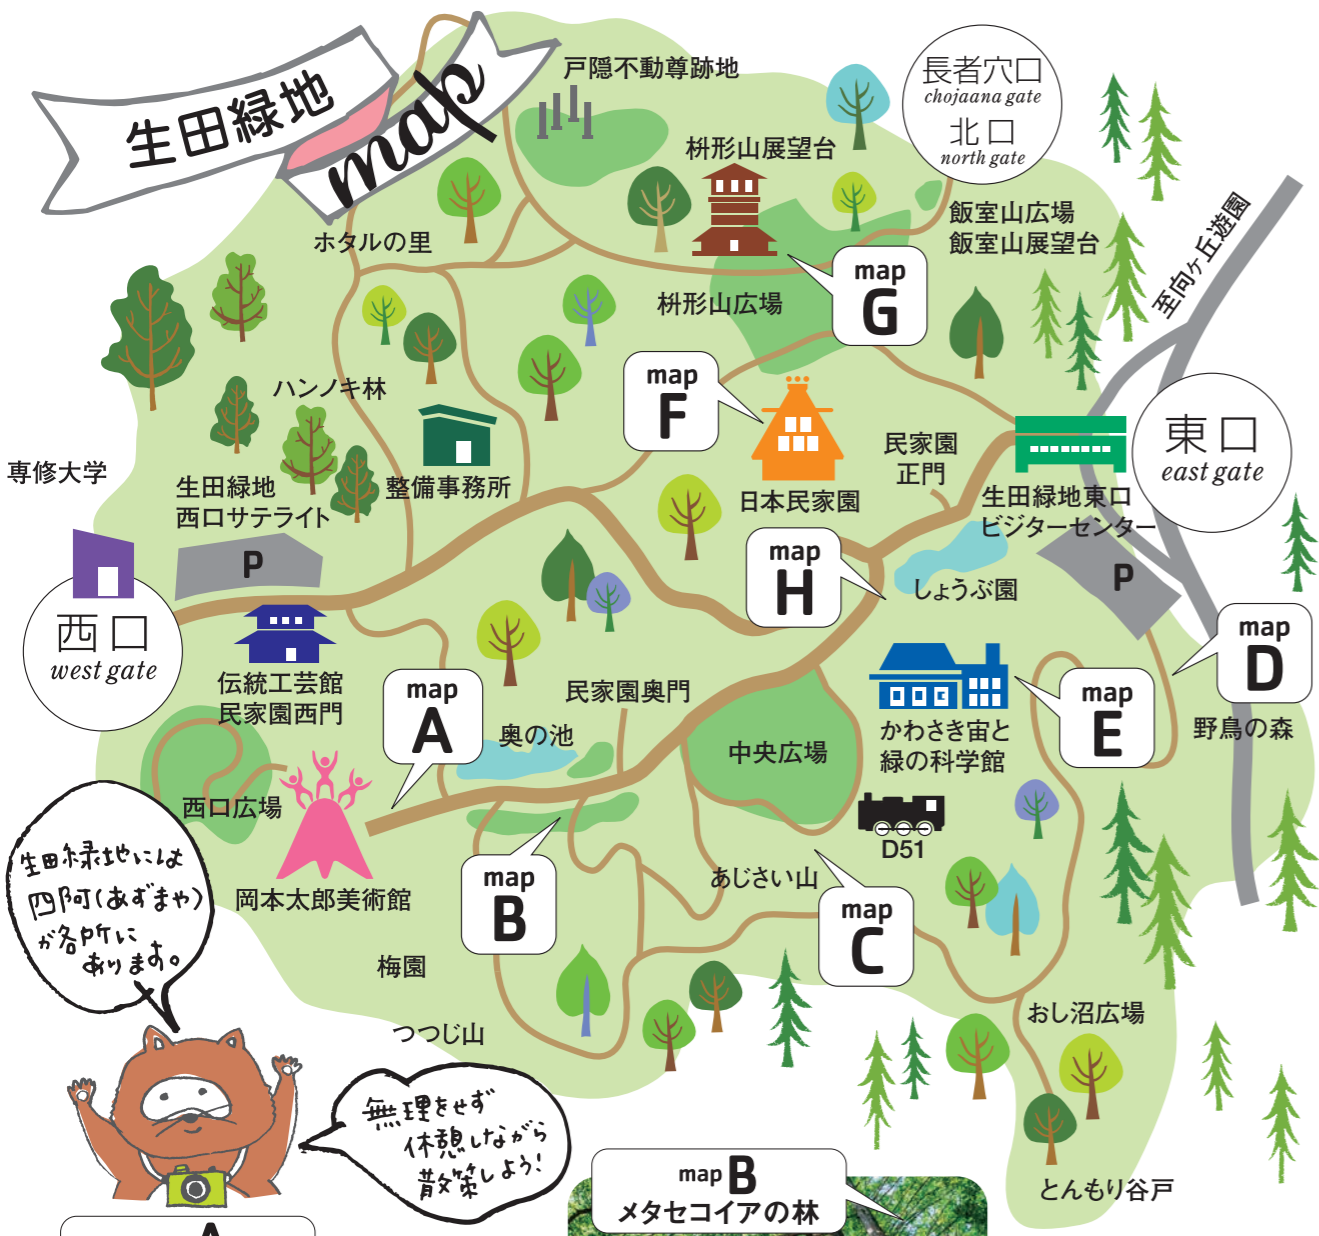 生田緑地
map
戸隠不動尊跡地
長者穴口
chojaana gate
北口
north gate
枡形山展望台
飯室山広場
飯室山展望台
ホタルの里
至向ヶ丘遊園
map
G
枡形山広場
map
F
ハンノキ林
東口
east gate
民家園
正門
専修大学
生田緑地
西口サテライト
整備事務所
日本民家園
生田緑地東口
ビジターセンター
P
P
map
H
しょうぶ園
西口
west gate
map
D
伝統工芸館
民家園西門
map
A
民家園奥門
奥の池
map
E
野鳥の森
かわさき宙と
緑の科学館
中央広場
西口広場
D51
生田緑地には
四阿(あずまや)
が各所に
あります。
岡本太郎美術館
map
B
あじさい山
map
C
梅園
つつじ山
おし沼広場
無理をせず
休憩しながら
散策しよう!
とんもり谷戸
map B
メタセコイアの林
A